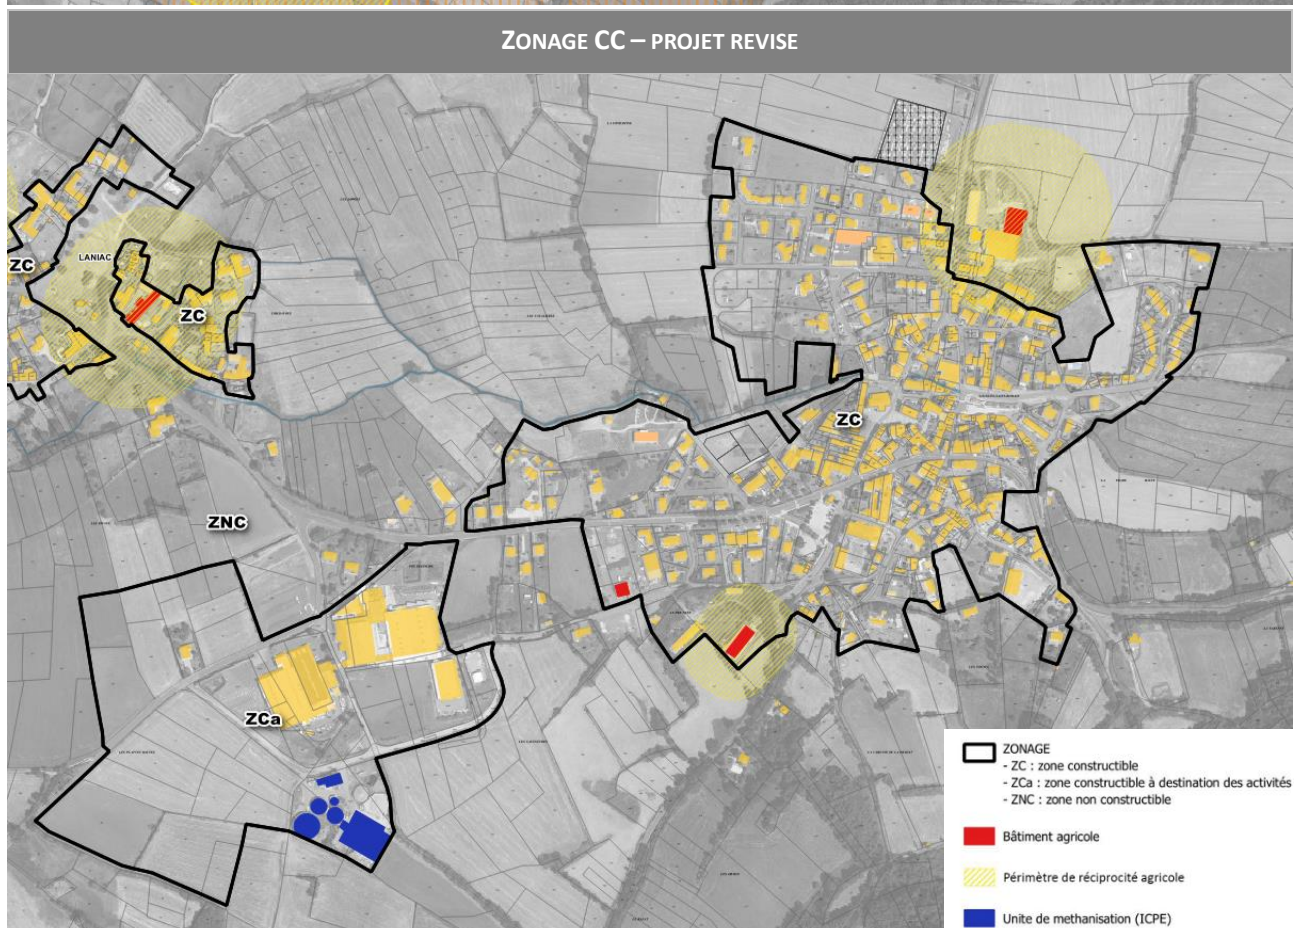 ZONAGE CC – PROJET REVISE
LANIAC
ZC
ZC
ZC
ZNC
ZCa
ZONAGE
- ZC : zone constructible
- ZCa : zone constructible à destination des activités
- ZNC : zone non constructible
Bâtiment agricole
Périmètre de réciprocité agricole
Unite de methanisation (ICPE)